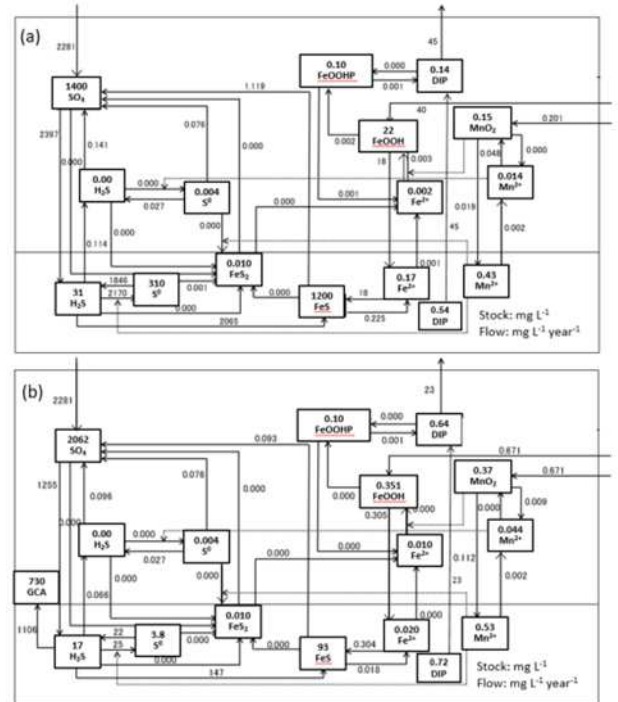 (a)
2281
45
0.10
FeOOHP
0.000
0.001
0.14
DIP
1400
SO₄
1.119
40
0.15
MnO₂
0.201
0.076
0.002
22
FeOOH
2397
0.000
0.141
0.000
18
0.003
0.048
0.000
0.014
Mn²⁺
0.00
H₂S
0.000
0.027
0.004
S⁰
0.001
0.002
Fe²⁺
0.019
0.000
0.000
0.000
45
0.002
0.114
0.010
FeS₂
0.001
31
H₂S
1846
2170
310
S⁰
0.001
0.000
0.000
1200
FeS
18
0.225
0.17
Fe²⁺
0.43
Mn²⁺
2065
0.54
DIP
Stock: mg L⁻¹
Flow: mg L⁻¹ year⁻¹
(b)
2281
23
0.10
FeOOHP
0.000
0.001
0.64
DIP
2062
SO₄
0.093
0.671
0.37
MnO₂
0.671
0.076
0.000
0.351
FeOOH
1255
0.000
0.096
0.000
0.305
0.000
0.000
0.009
0.044
Mn²⁺
0.00
H₂S
0.000
0.027
0.004
S⁰
0.000
0.010
Fe²⁺
0.112
730
GCA
0.000
0.000
0.000
23
0.002
0.066
0.010
FeS₂
0.000
1106
17
H₂S
22
25
3.8
S⁰
0.000
0.000
0.000
93
FeS
0.304
0.018
0.020
Fe²⁺
0.53
Mn²⁺
147
0.72
DIP
Stock: mg L⁻¹
Flow: mg L⁻¹ year⁻¹